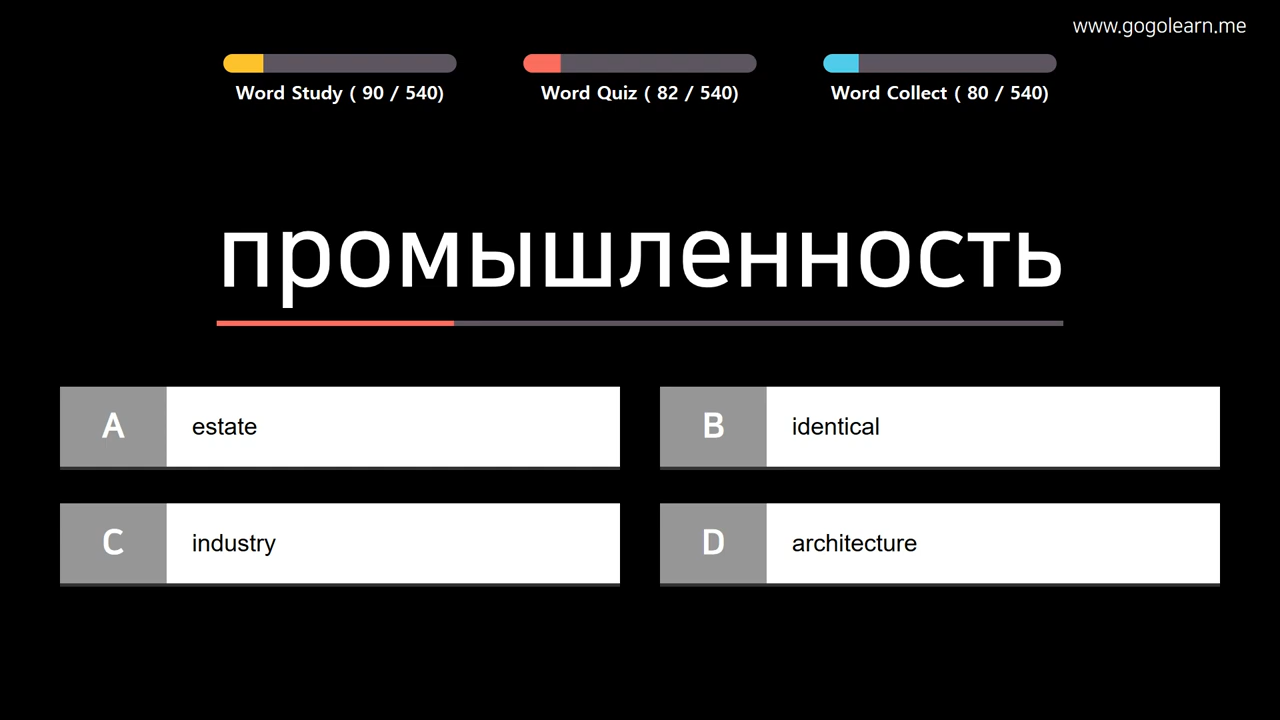 www.gogolearn.me
Word Study ( 90 / 540)
Word Quiz ( 82 / 540)
Word Collect ( 80 / 540)
промышленность
A estate
B identical
C industry
D architecture